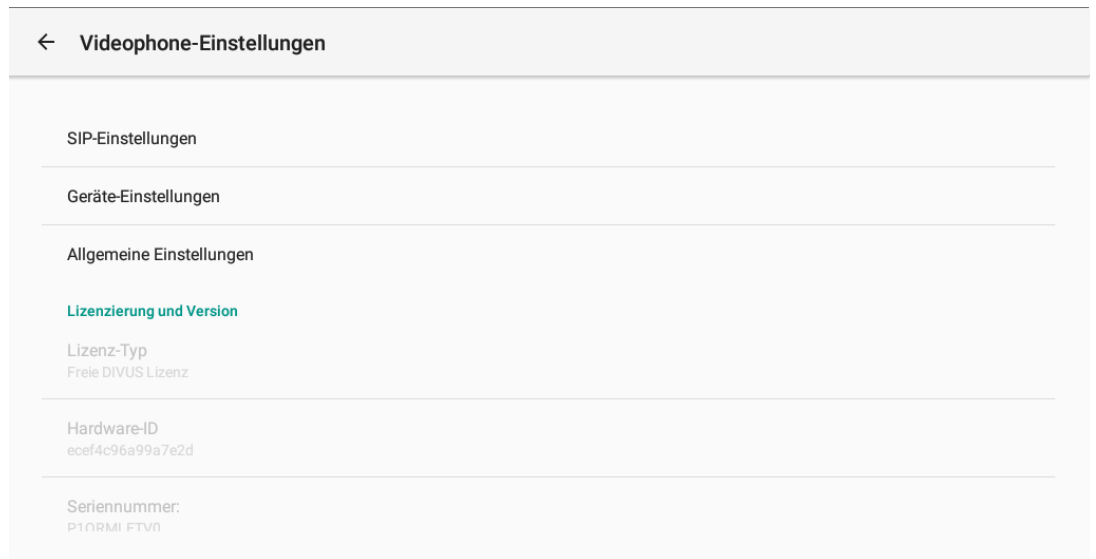 Videophone-Einstellungen
SIP-Einstellungen
Geräte-Einstellungen
Allgemeine Einstellungen
Lizenzierung und Version
Lizenz-Typ
Freie DIVUS Lizenz
Hardware-ID
ecef4c96a99a7e2d
Seriennummer: